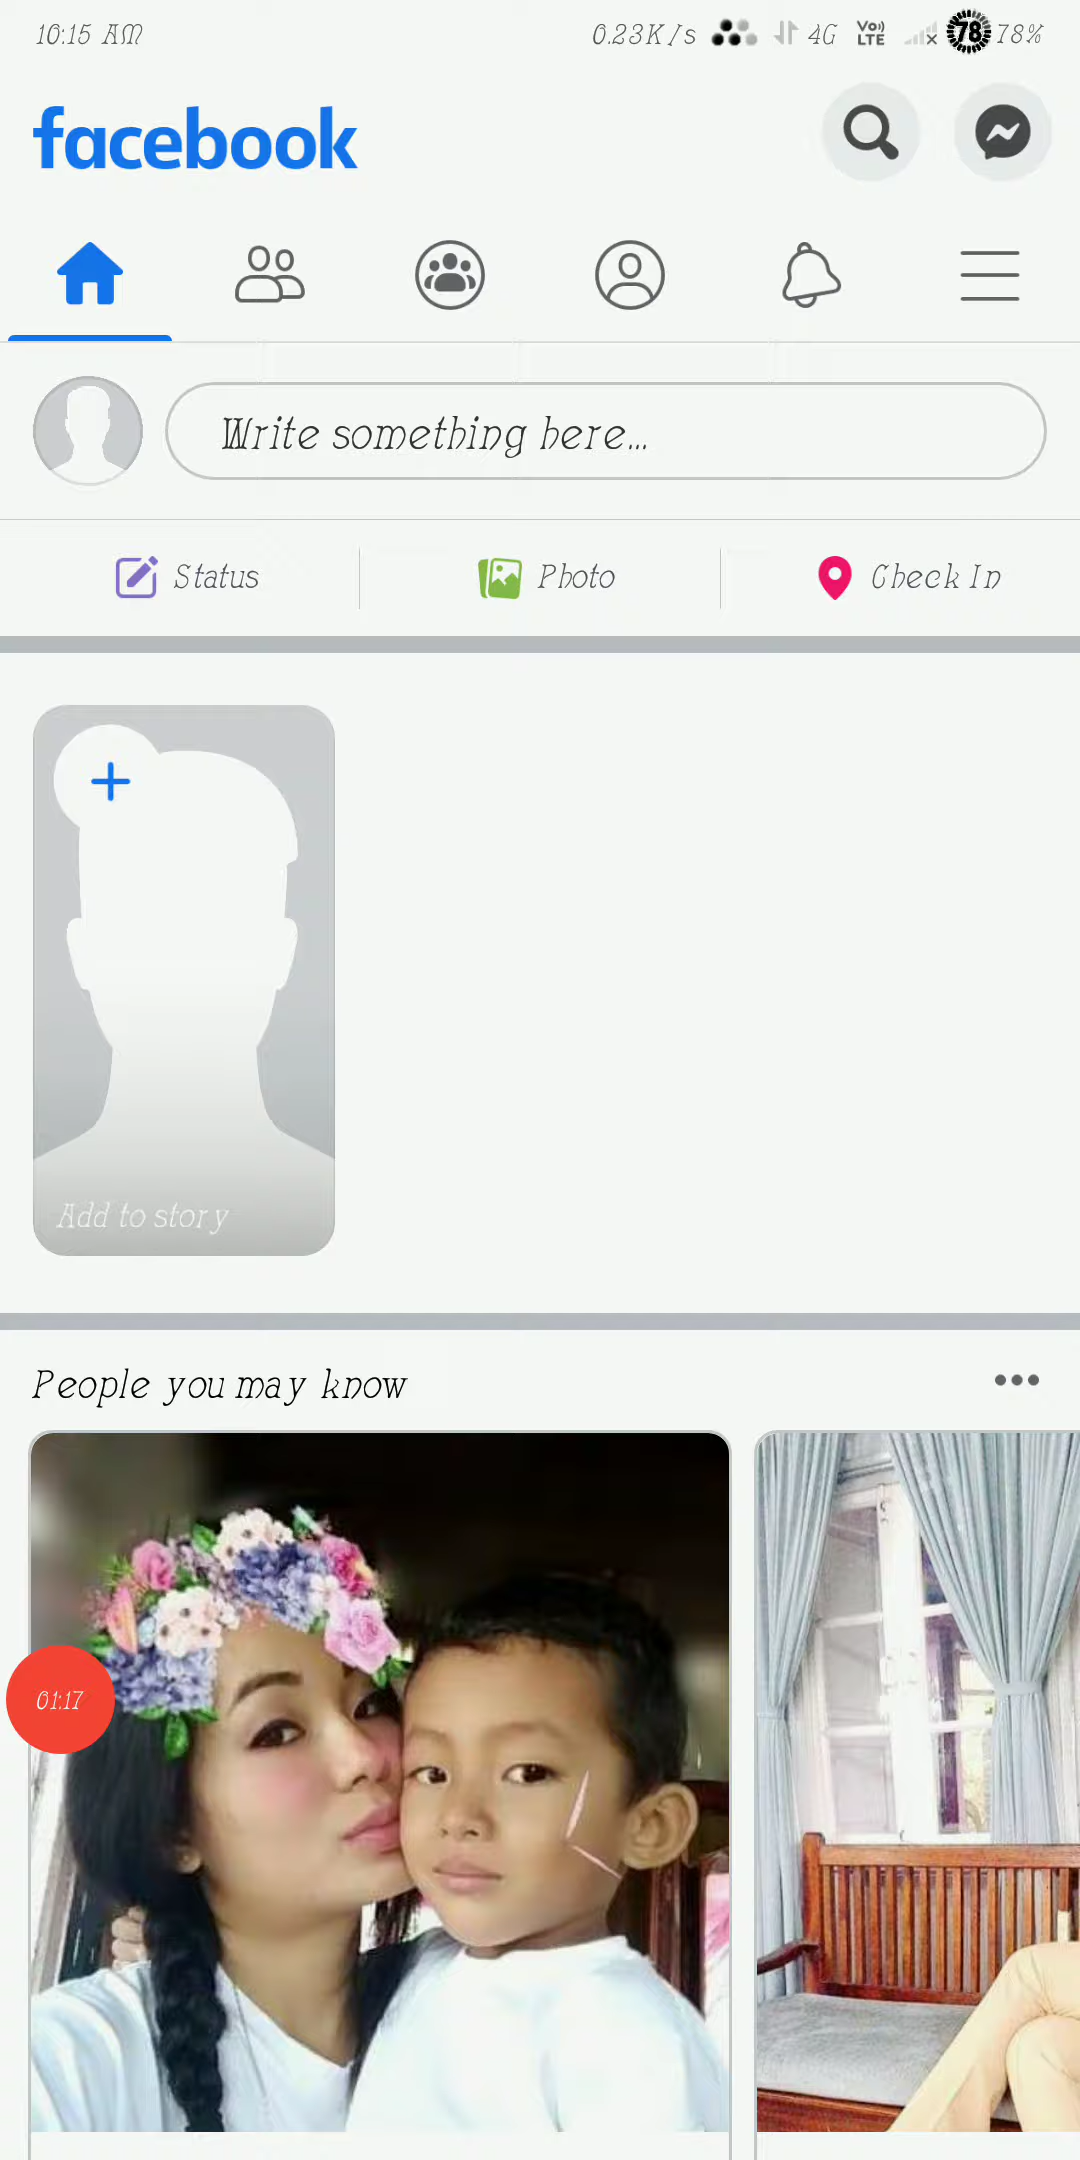 10:15 AM 0.23K/s 4G Vo)) LTE 78 78%
facebook
Write something here...
Status Photo Check In
Add to story
People you may know
01:17